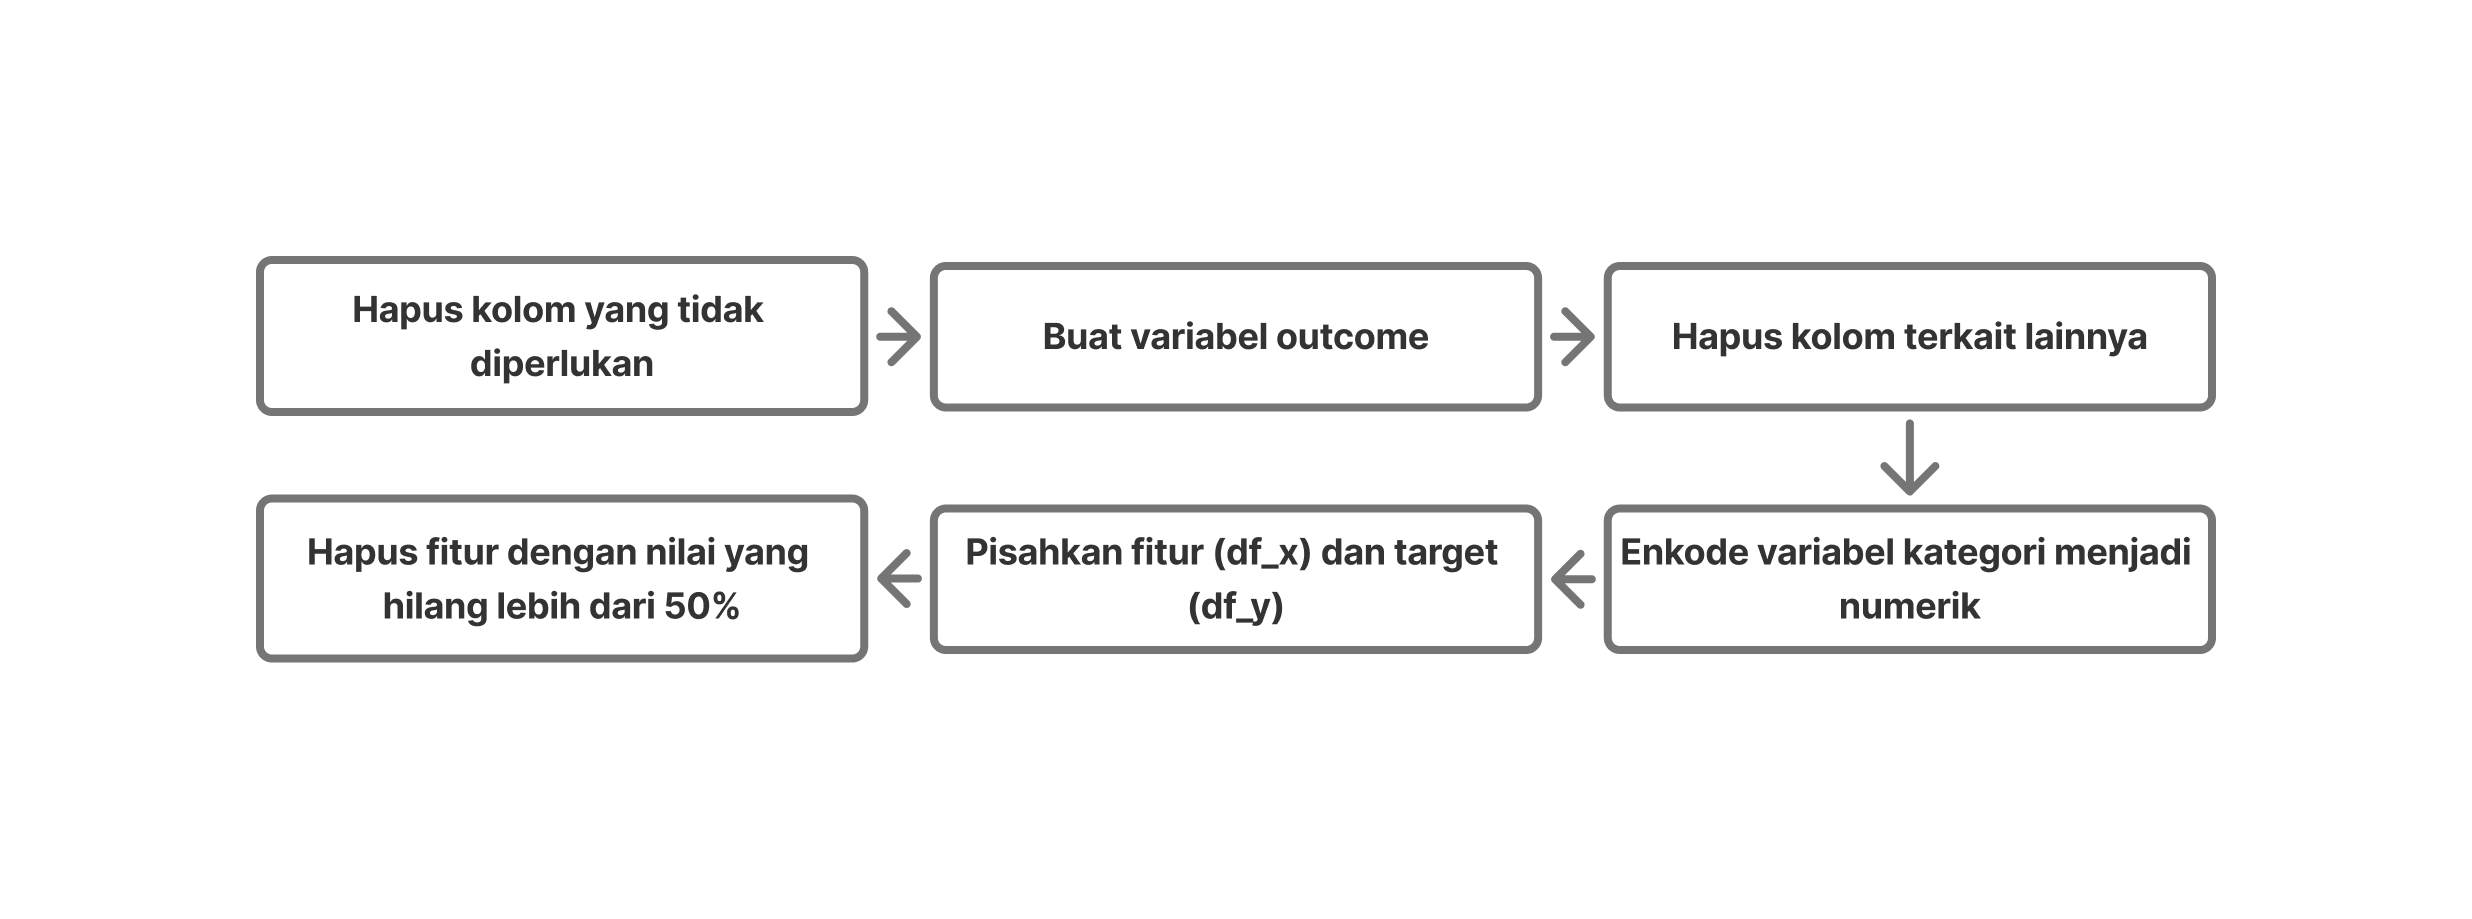 Hapus kolom yang tidak
diperlukan
Buat variabel outcome
Hapus kolom terkait lainnya
Enkode variabel kategori menjadi
numerik
Pisahkan fitur (df_x) dan target
(df_y)
Hapus fitur dengan nilai yang
hilang lebih dari 50%